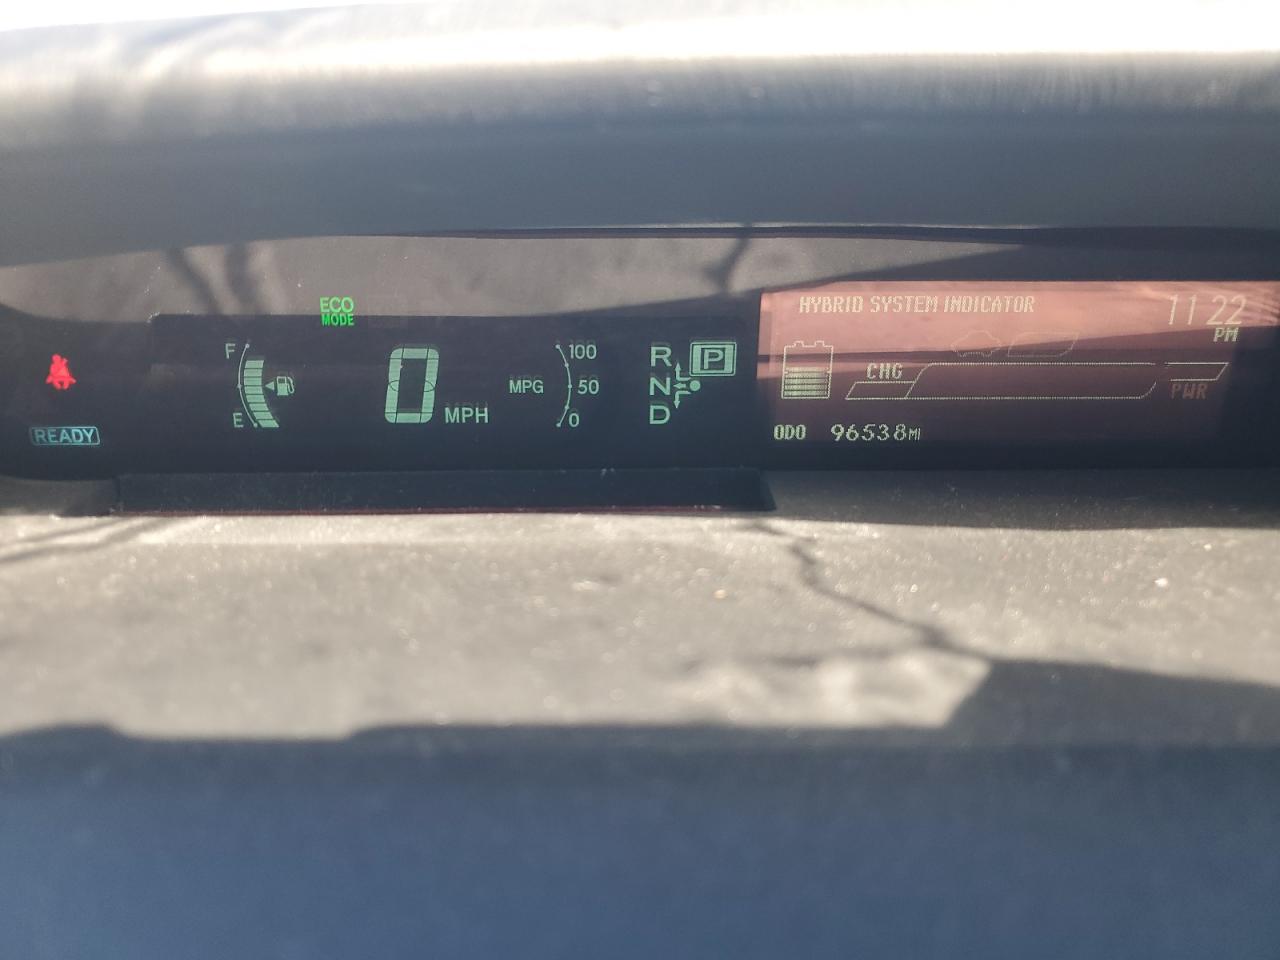 ECO
MODE
HYBRID SYSTEM INDICATOR
11 22
PM
F
E
0
MPH
MPG
100
50
0
R
N
D
P
CHG
PWR
READY
ODO 96538MI